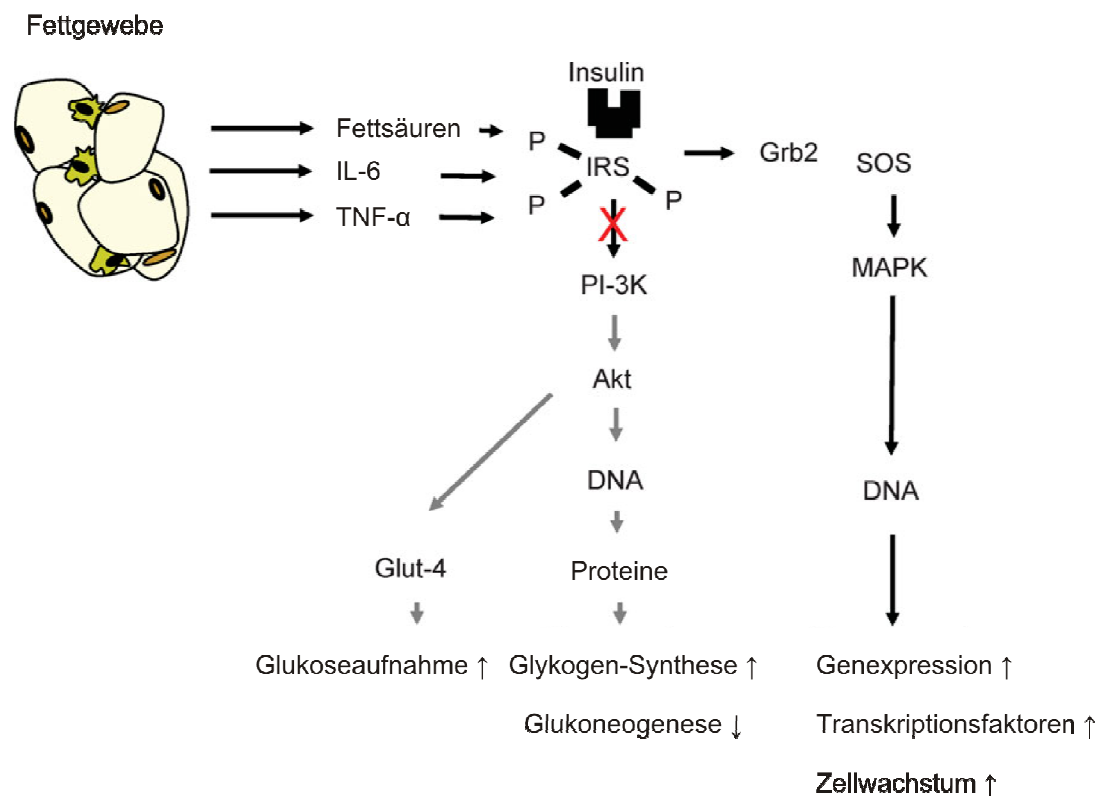 Fettgewebe
Insulin
Fettsäuren
P
IRS
Grb2
SOS
IL-6
P
P
TNF-α
X
PI-3K
MAPK
Akt
DNA
DNA
Glut-4
Proteine
Glukoseaufnahme ↑
Glykogen-Synthese ↑
Genexpression ↑
Glukoneogenese ↓
Transkriptionsfaktoren ↑
Zellwachstum ↑